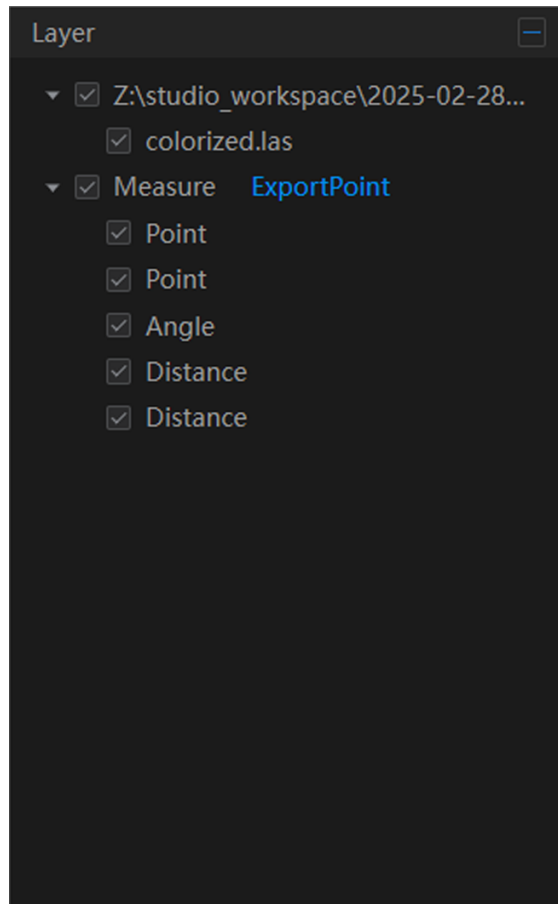 Layer
Z:\studio_workspace\2025-02-28...
colorized.las
Measure ExportPoint
Point
Point
Angle
Distance
Distance